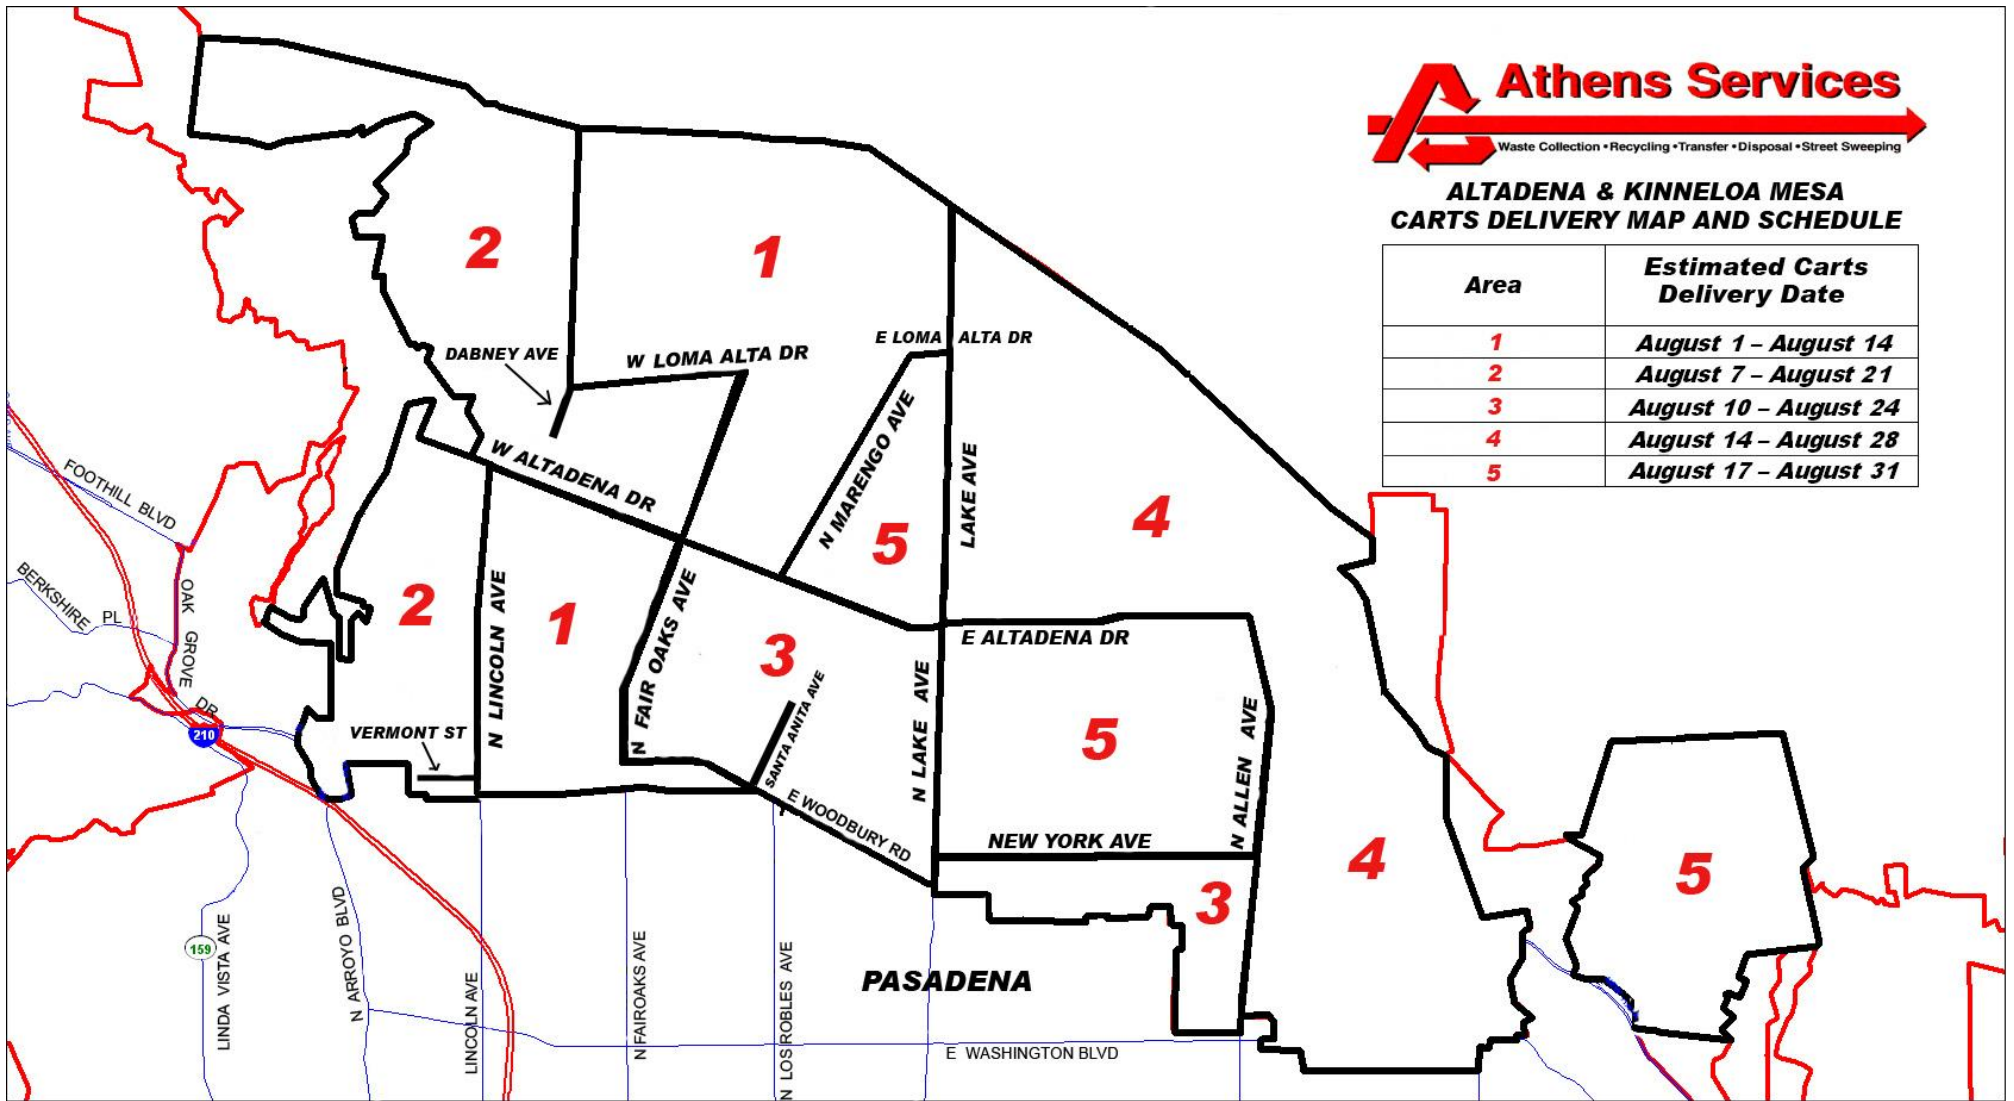 Athens Services
Waste Collection • Recycling • Transfer • Disposal • Street Sweeping
ALTADENA & KINNELOA MESA
CARTS DELIVERY MAP AND SCHEDULE
Area
Estimated Carts
Delivery Date
1 August 1 – August 14
2 August 7 – August 21
3 August 10 – August 24
4 August 14 – August 28
5 August 17 – August 31
2
1
E LOMA ALTA DR
DABNEY AVE
W LOMA ALTA DR
N MARENGO AVE
LAKE AVE
W ALTADENA DR
5
4
FOOTHILL BLVD
BERKSHIRE PL
OAK GROVE DR
210
2
N LINCOLN AVE
1
N FAIR OAKS AVE
3
SANTA ANITA AVE
E ALTADENA DR
N LAKE AVE
5
N ALLEN AVE
VERMONT ST
E WOODBURY RD
NEW YORK AVE
4
5
3
159
LINDA VISTA AVE
N ARROYO BLVD
LINCOLN AVE
N FAIROAKS AVE
N LOS ROBLES AVE
PASADENA
E WASHINGTON BLVD